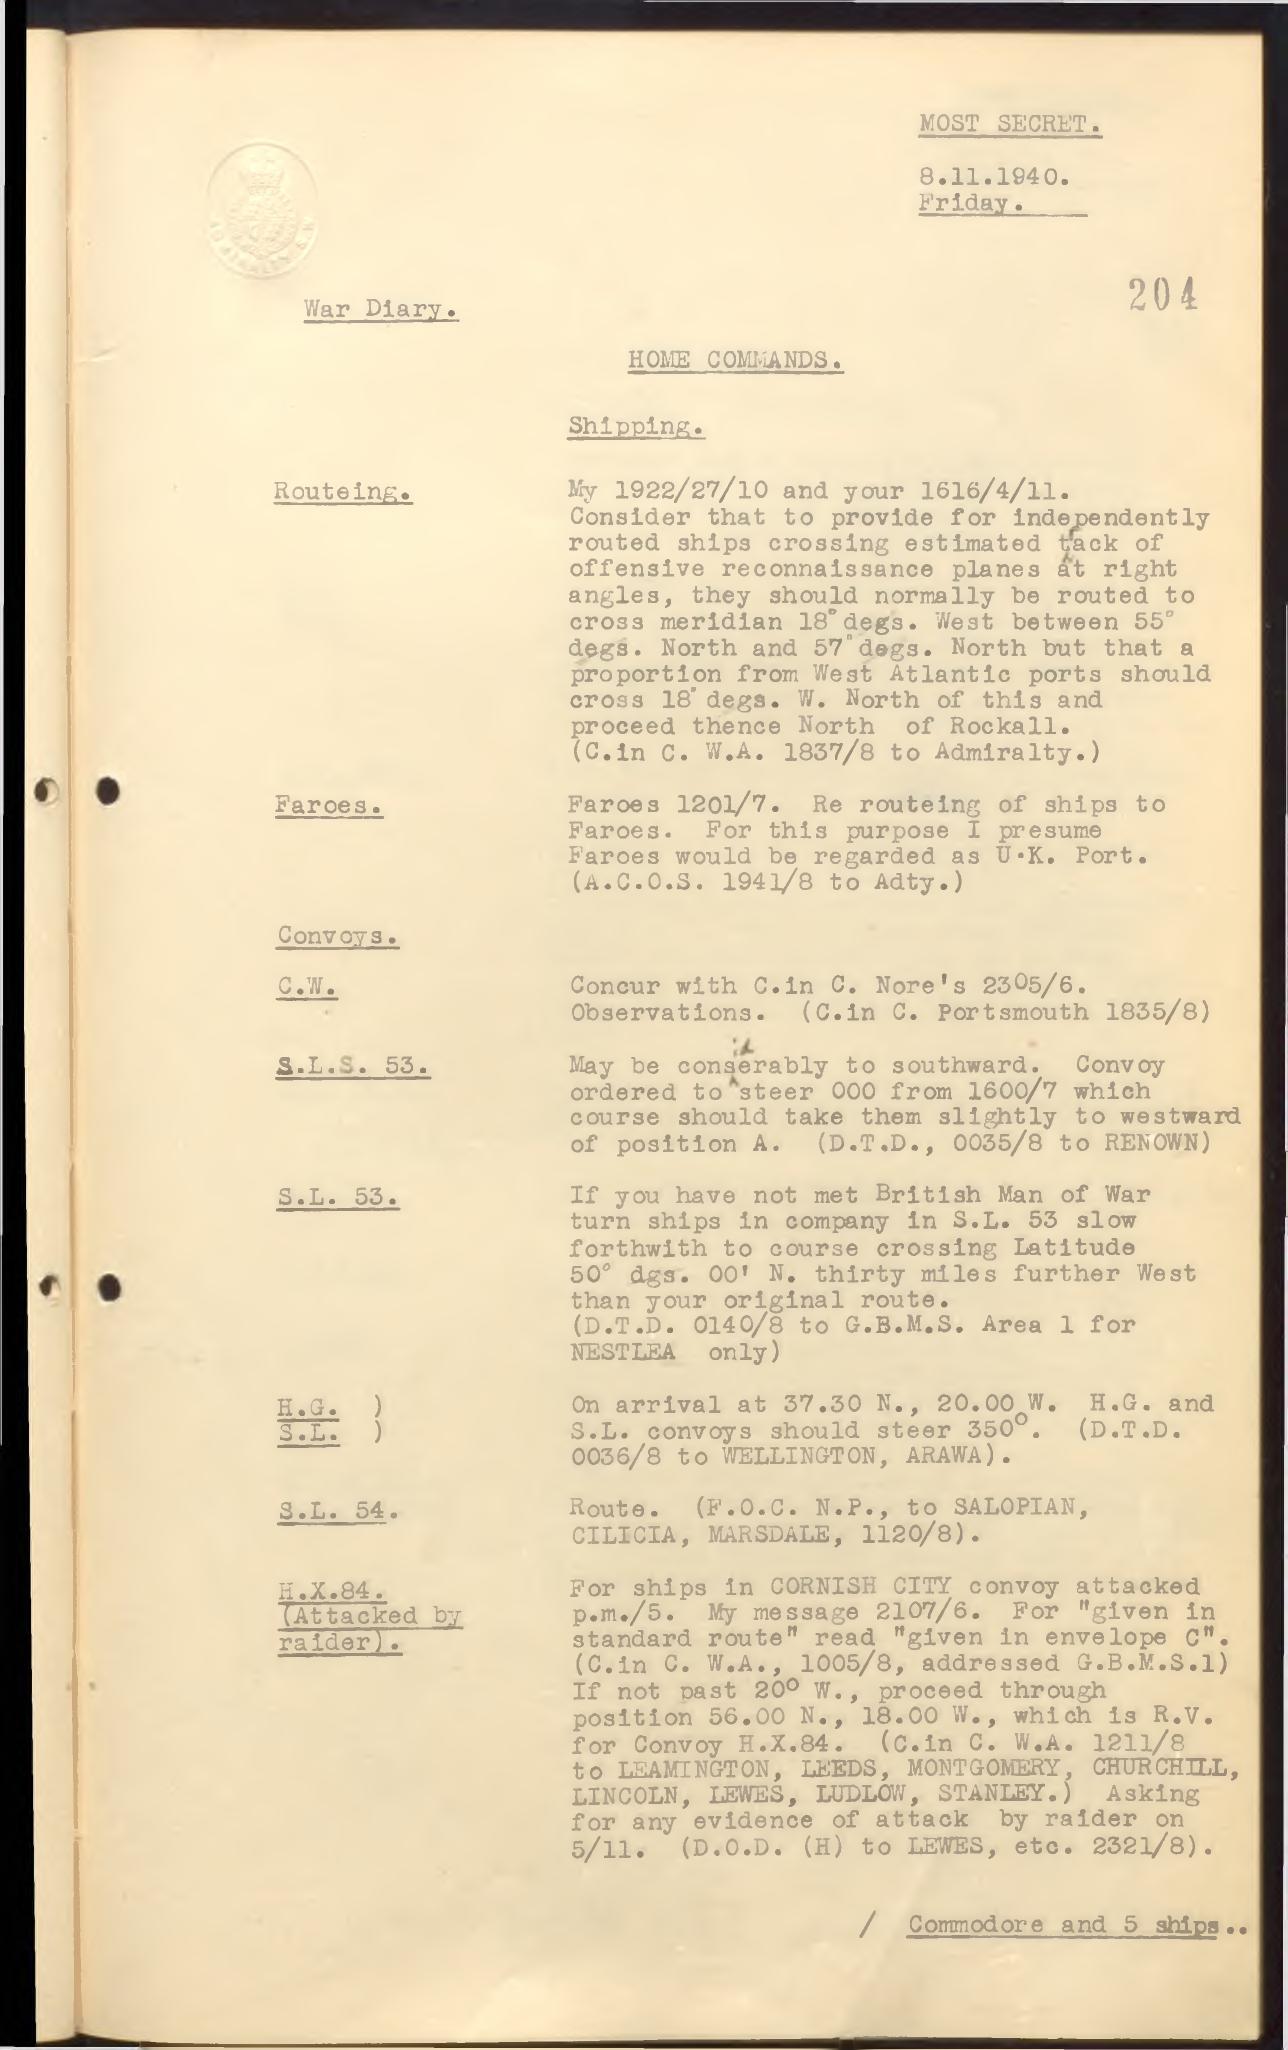 MOST SECRET.
8.11.1940.
Friday.
204
War Diary.
HOME COMMANDS.
Shipping.
Routeing.
My 1922/27/10 and your 1616/4/11.
Consider that to provide for independently
routed ships crossing estimated tack of
r
offensive reconnaissance planes at right
angles, they should normally be routed to
cross meridian 18° degs. West between 55°
degs. North and 57° degs. North but that a
proportion from West Atlantic ports should
cross 18° degs. W. North of this and
proceed thence North of Rockall.
(C.in C. W.A. 1837/8 to Admiralty.)
Faroes.
Faroes 1201/7. Re routeing of ships to
Faroes. For this purpose I presume
Faroes would be regarded as U.K. Port.
(A.C.O.S. 1941/8 to Adty.)
Convoys.
C.W.
Concur with C.in C. Nore's 2305/6.
Observations. (C.in C. Portsmouth 1835/8)
S.L.S. 53.
id
May be conserably to southward. Convoy
ordered to steer 000 from 1600/7 which
course should take them slightly to westward
of position A. (D.T.D., 0035/8 to RENOWN)
S.L. 53.
If you have not met British Man of War
turn ships in company in S.L. 53 slow
forthwith to course crossing Latitude
50° dgs. 00' N. thirty miles further West
than your original route.
(D.T.D. 0140/8 to G.B.M.S. Area 1 for
NESTLEA only)
H.G. )
S.L. )
On arrival at 37.30 N., 20.00 W. H.G. and
S.L. convoys should steer 350°. (D.T.D.
0036/8 to WELLINGTON, ARAWA).
S.L. 54.
Route. (F.O.C. N.P., to SALOPIAN,
CILICIA, MARSDALE, 1120/8).
H.X.84.
(Attacked by
raider).
For ships in CORNISH CITY convoy attacked
p.m./5. My message 2107/6. For "given in
standard route" read "given in envelope C".
(C.in C. W.A., 1005/8, addressed G.B.M.S.1)
If not past 20° W., proceed through
position 56.00 N., 18.00 W., which is R.V.
for Convoy H.X.84. (C.in C. W.A. 1211/8
to LEAMINGTON, LEEDS, MONTGOMERY, CHURCHILL,
LINCOLN, LEWES, LUDLOW, STANLEY.) Asking
for any evidence of attack by raider on
5/11. (D.O.D. (H) to LEWES, etc. 2321/8).
/ Commodore and 5 ships..